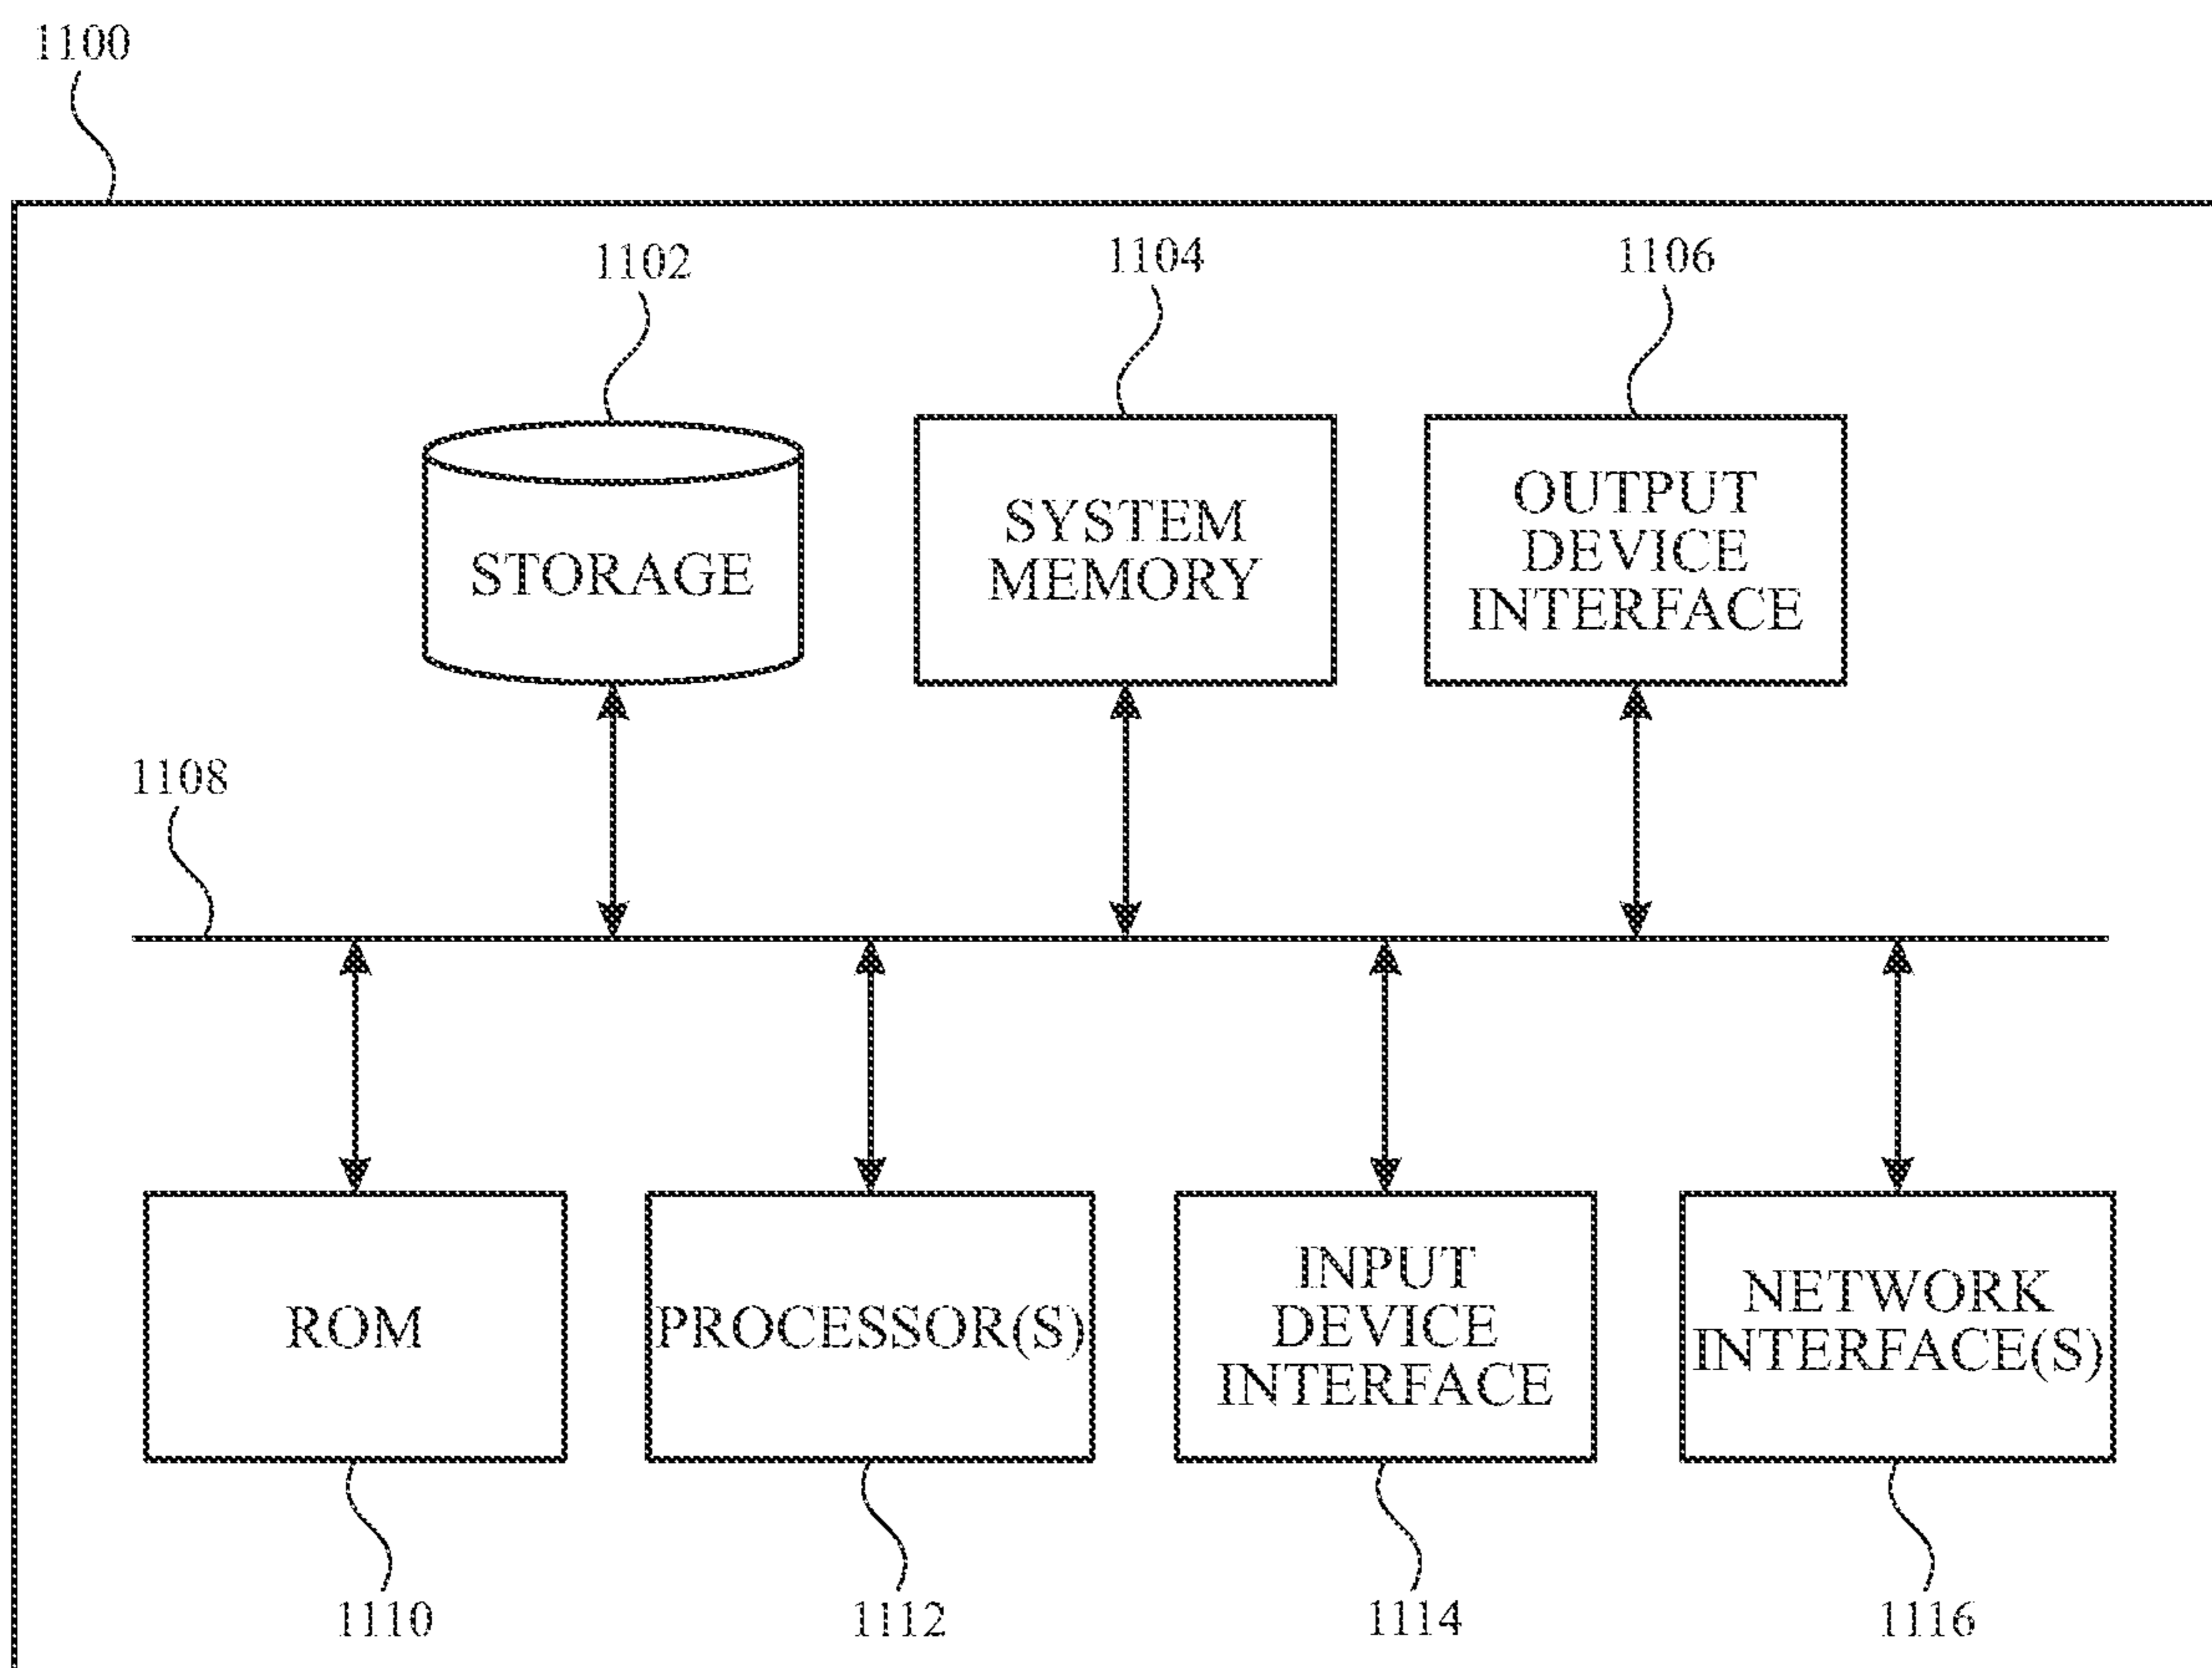 1100
1102
1104
1106
STORAGE
SYSTEM
MEMORY
OUTPUT
DEVICE
INTERFACE
1108
ROM
PROCESSOR(S)
INPUT
DEVICE
INTERFACE
NETWORK
INTERFACE(S)
1110
1112
1114
1116